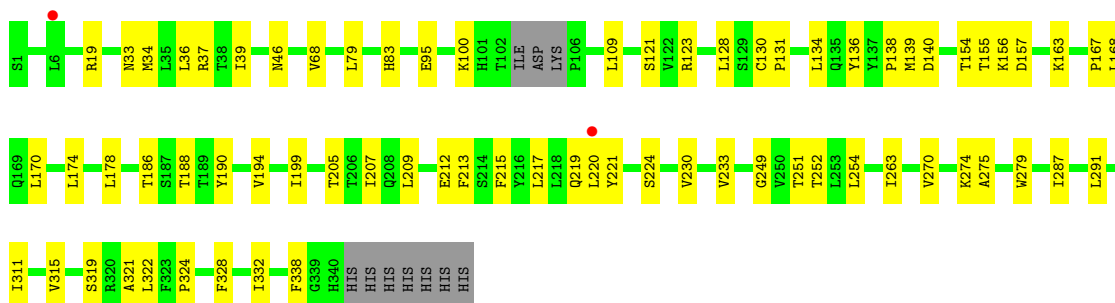 S1 L6 R19 N33 M34 L35 L36 R37 T38 I39 N46 V68 L79 H83 E95 K100 H101 T102 ILE ASP LYS P106 L109 S121 V122 R123 L128 S129 C130 P131 L134 Q135 Y136 Y137 P138 M139 D140 T154 T155 K156 D157 K163 P167 L168
Q169 L170 L174 L178 T186 S187 T188 T189 Y190 V194 I199 T205 T206 I207 Q208 L209 E212 F213 S214 F215 Y216 L217 L218 Q219 L220 Y221 S224 V230 V233 G249 V250 T251 T252 L253 L254 I263 V270 K274 A275 W279 I287 L291
I311 V315 S319 R320 A321 L322 F323 P324 F328 I332 F338 G339 H340 HIS HIS HIS HIS HIS HIS